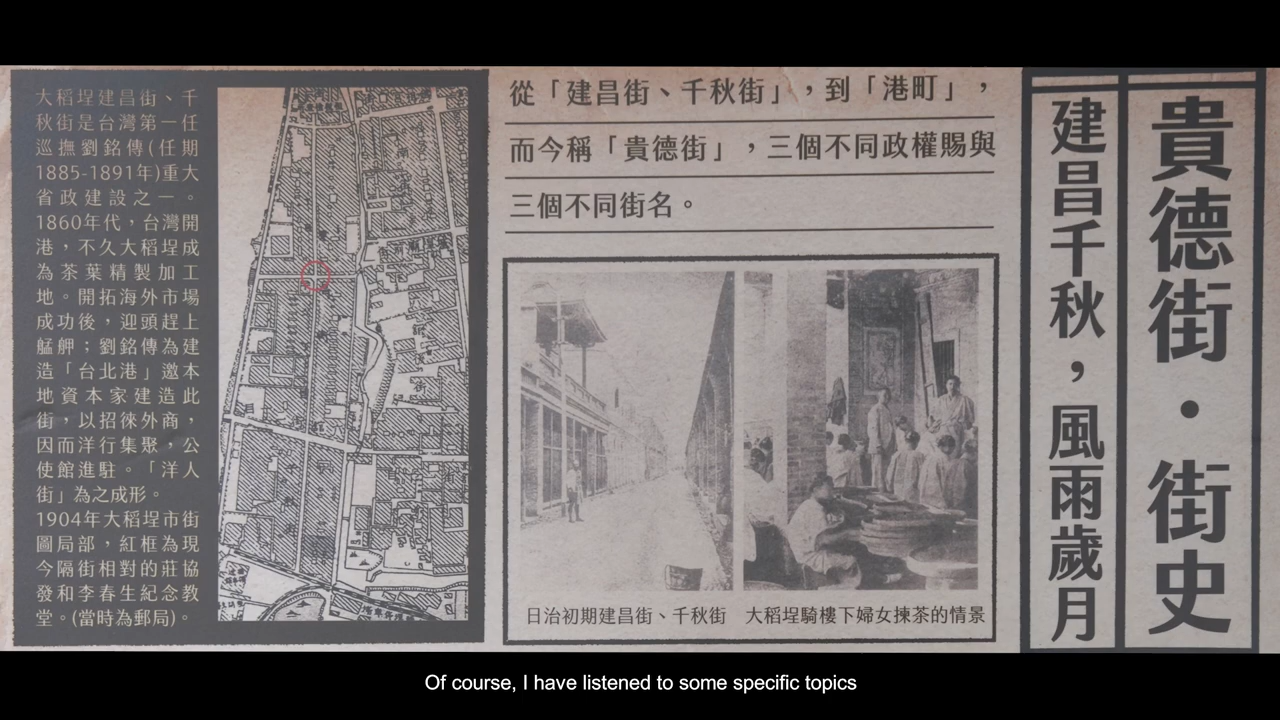 貴德街・街史
建昌千秋，風雨歲月
從「建昌街、千秋街」，到「港町」，
而今稱「貴德街」，三個不同政權賜與
三個不同街名。
日治初期建昌街、千秋街
大稻埕騎樓下婦女揀茶的情景
大稻埕建昌街、千
秋街是台灣第一任
巡撫劉銘傳(任期
1885-1891年)重大
省政建設之一。
1860年代，台灣開
港，不久大稻埕成
為茶葉精製加工
地。開拓海外市場
成功後，迎頭趕上
艋舺；劉銘傳為建
造「台北港」邀本
地資本家建造此
街，以招徠外商，
因而洋行集聚，公
使館進駐。「洋人
街」為之成形。
1904年大稻埕市街
圖局部，紅框為現
今隔街相對的莊協
發和李春生紀念教
堂。(當時為郵局)。
Of course, I have listened to some specific topics